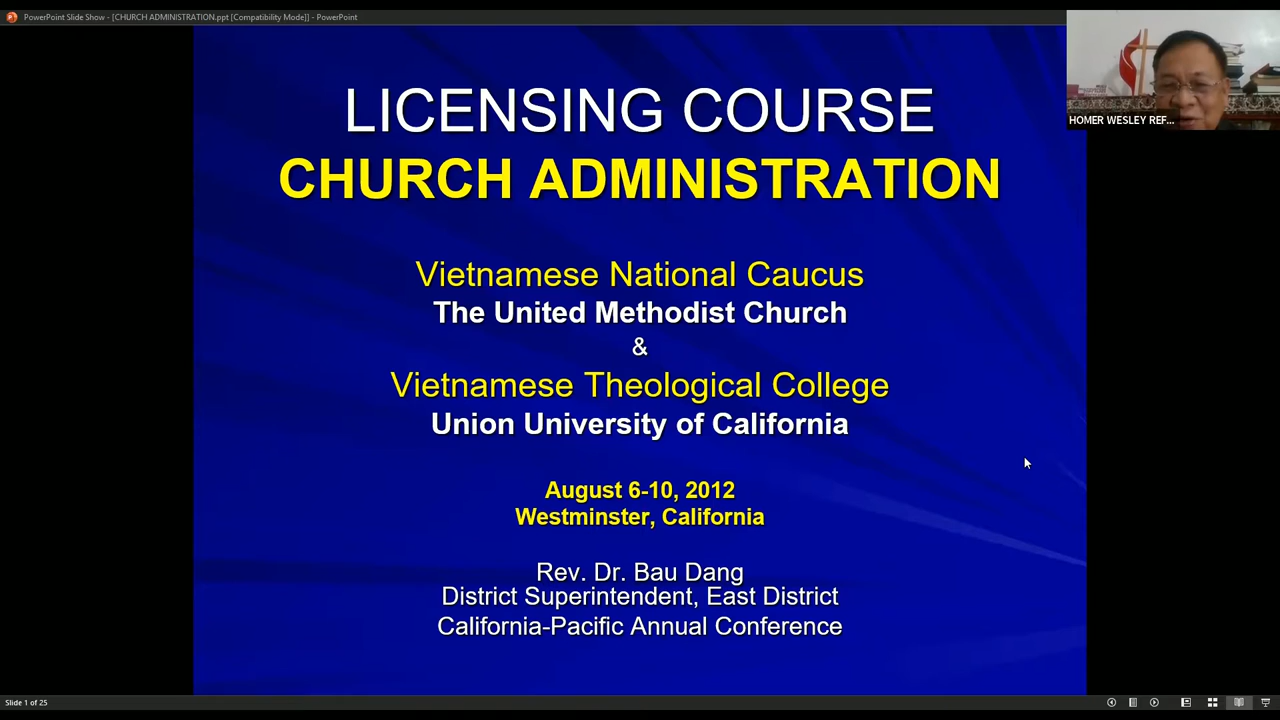 PowerPoint Slide Show - [CHURCH ADMINISTRATION.ppt [Compatibility Mode]] - PowerPoint
HOMER WESLEY REF...
LICENSING COURSE
CHURCH ADMINISTRATION
Vietnamese National Caucus
The United Methodist Church
&
Vietnamese Theological College
Union University of California
August 6-10, 2012
Westminster, California
Rev. Dr. Bau Dang
District Superintendent, East District
California-Pacific Annual Conference
Slide 1 of 25